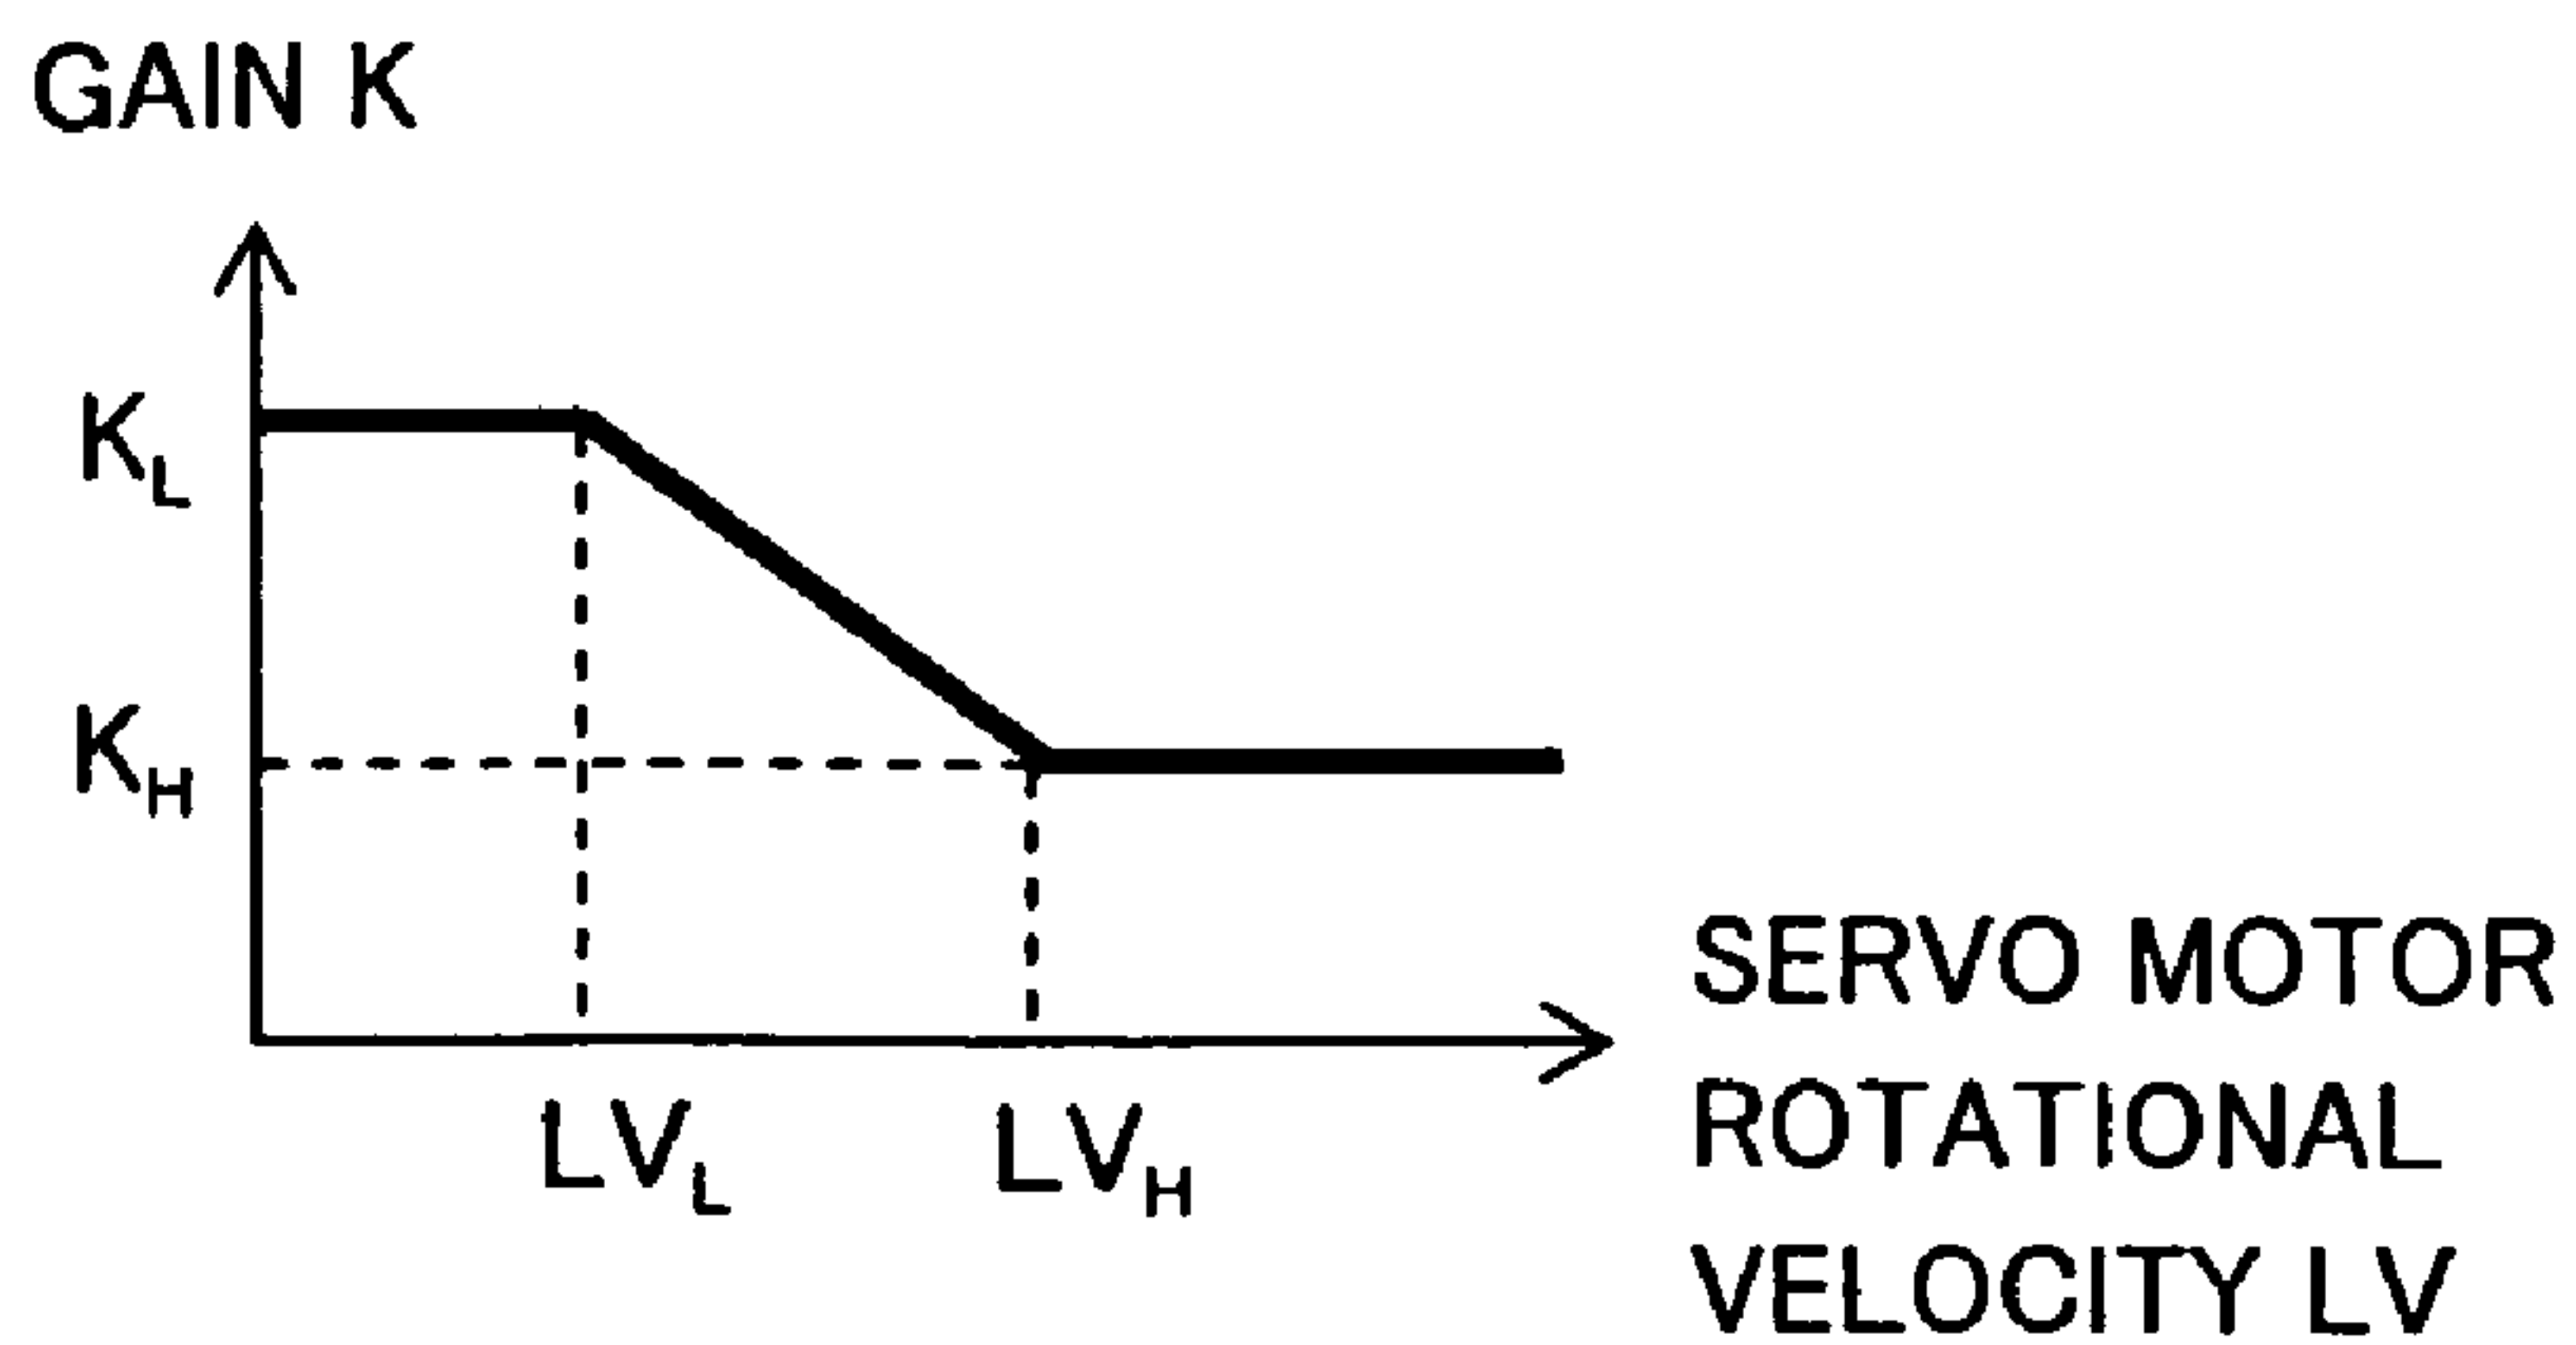 GAIN K
K_L
K_H
LV_L
LV_H
SERVO MOTOR
ROTATIONAL
VELOCITY LV